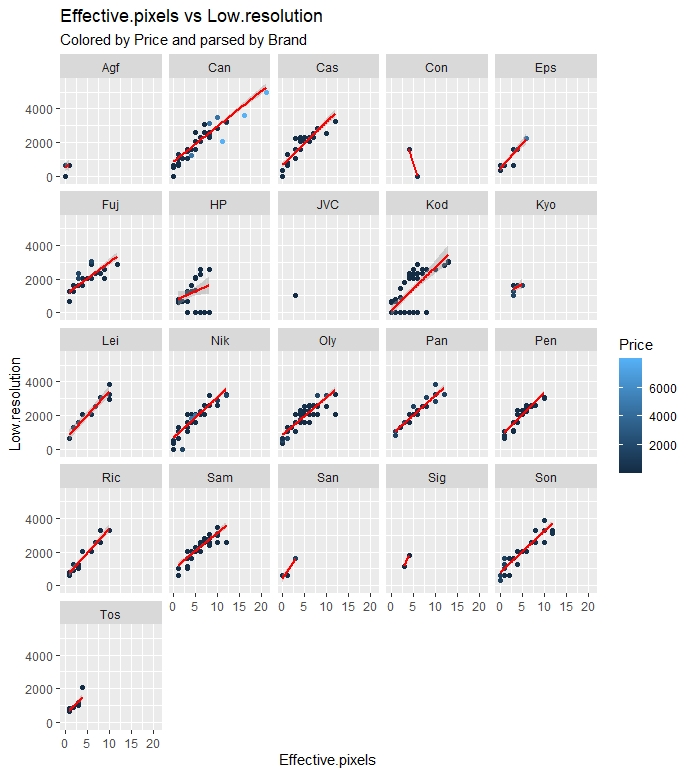 Effective.pixels vs Low.resolution
Colored by Price and parsed by Brand
Agf Can Cas Con Eps
4000
2000
0
Fuj HP JVC Kod Kyo
4000
2000
0
Lei Nik Oly Pan Pen
4000
2000
0
Ric Sam San Sig Son
4000
2000
0
0 5 10 15 20 0 5 10 15 20 0 5 10 15 20 0 5 10 15 20
Tos
4000
2000
0
0 5 10 15 20
Low.resolution
Effective.pixels
Price
6000
4000
2000